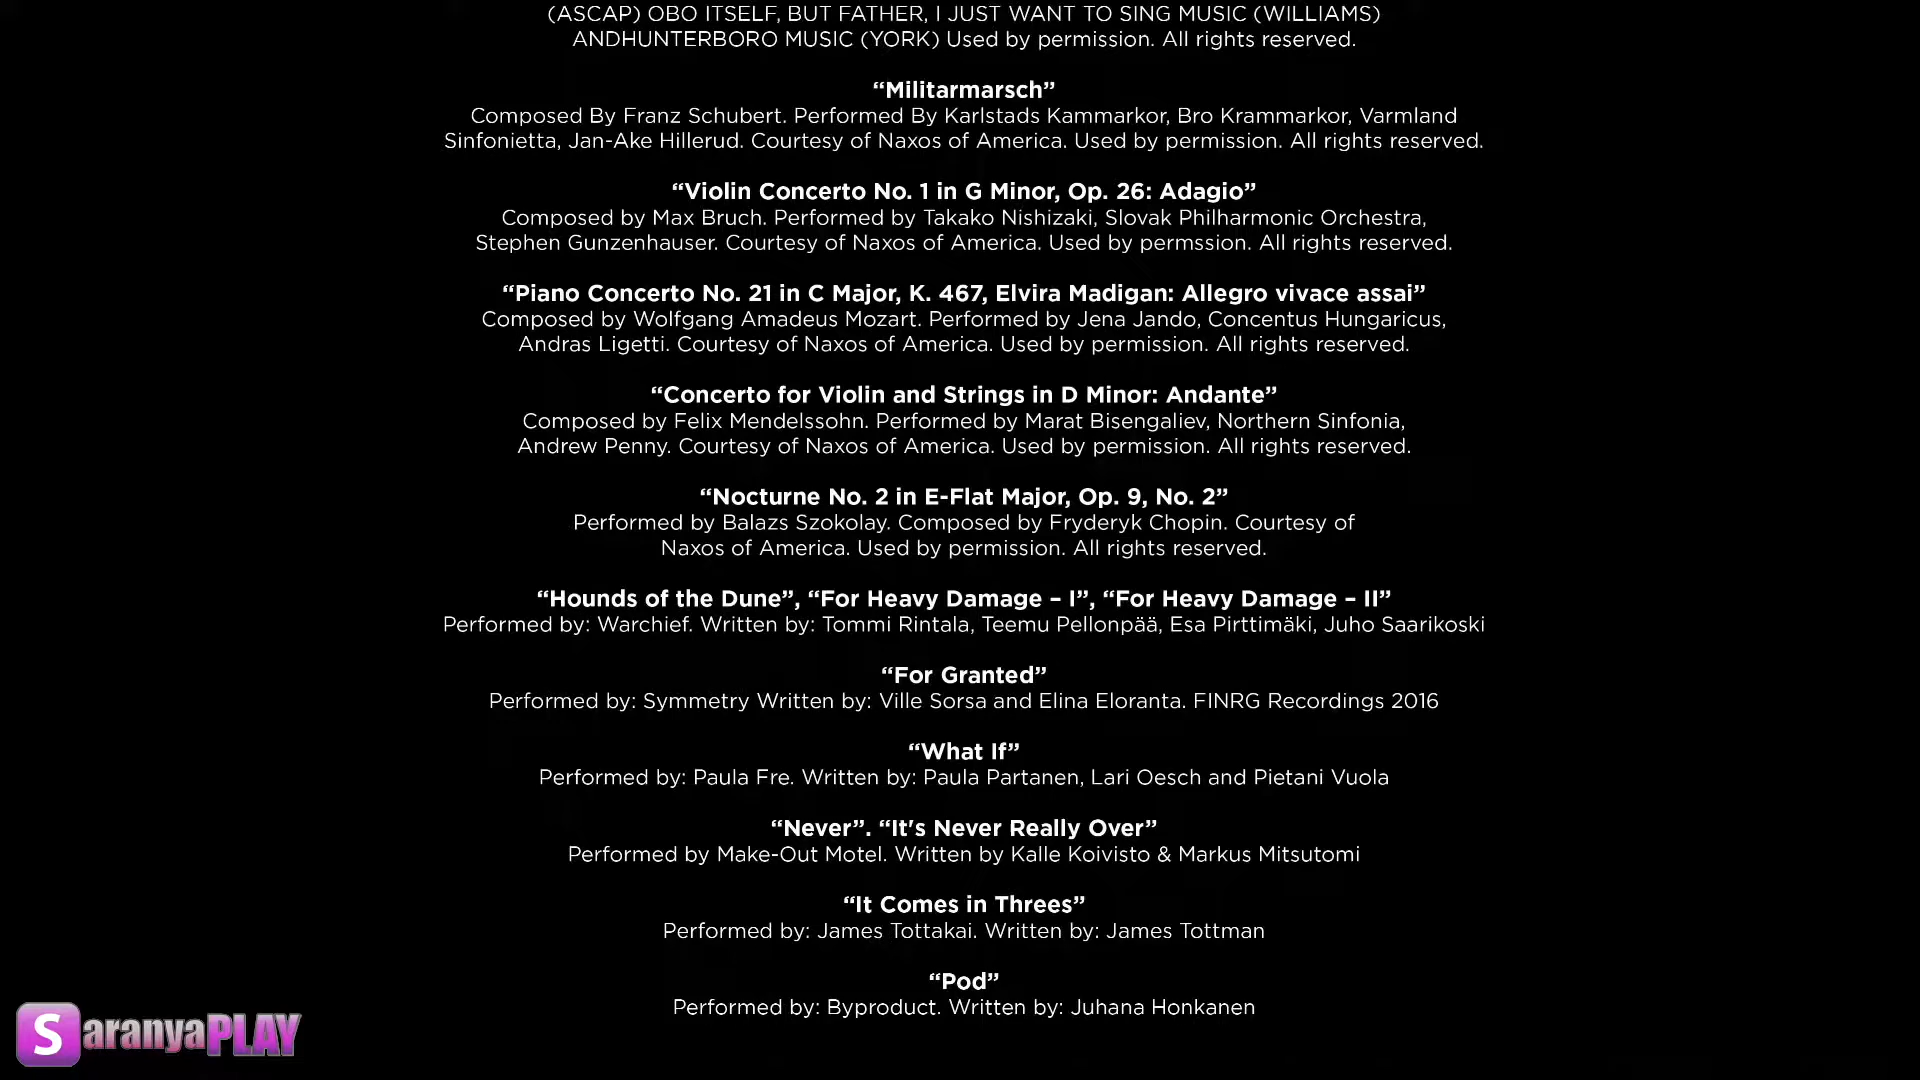 (ASCAP) OBO ITSELF, BUT FATHER, I JUST WANT TO SING MUSIC (WILLIAMS)
ANDHUNTERBORO MUSIC (YORK) Used by permission. All rights reserved.
“Militarmarsch”
Composed By Franz Schubert. Performed By Karlstads Kammarkor, Bro Krammarkor, Varmland
Sinfonietta, Jan-Ake Hillerud. Courtesy of Naxos of America. Used by permission. All rights reserved.
“Violin Concerto No. 1 in G Minor, Op. 26: Adagio”
Composed by Max Bruch. Performed by Takako Nishizaki, Slovak Philharmonic Orchestra,
Stephen Gunzenhauser. Courtesy of Naxos of America. Used by permssion. All rights reserved.
“Piano Concerto No. 21 in C Major, K. 467, Elvira Madigan: Allegro vivace assai”
Composed by Wolfgang Amadeus Mozart. Performed by Jena Jando, Concentus Hungaricus,
Andras Ligetti. Courtesy of Naxos of America. Used by permission. All rights reserved.
“Concerto for Violin and Strings in D Minor: Andante”
Composed by Felix Mendelssohn. Performed by Marat Bisengaliev, Northern Sinfonia,
Andrew Penny. Courtesy of Naxos of America. Used by permission. All rights reserved.
“Nocturne No. 2 in E-Flat Major, Op. 9, No. 2”
Performed by Balazs Szokolay. Composed by Fryderyk Chopin. Courtesy of
Naxos of America. Used by permission. All rights reserved.
“Hounds of the Dune”, “For Heavy Damage – I”, “For Heavy Damage – II”
Performed by: Warchief. Written by: Tommi Rintala, Teemu Pellonpää, Esa Pirttimäki, Juho Saarikoski
“For Granted”
Performed by: Symmetry Written by: Ville Sorsa and Elina Eloranta. FINRG Recordings 2016
“What If”
Performed by: Paula Fre. Written by: Paula Partanen, Lari Oesch and Pietani Vuola
“Never”. “It's Never Really Over”
Performed by Make-Out Motel. Written by Kalle Koivisto & Markus Mitsutomi
“It Comes in Threes”
Performed by: James Tottakai. Written by: James Tottman
“Pod”
Performed by: Byproduct. Written by: Juhana Honkanen
SaranyaPLAY